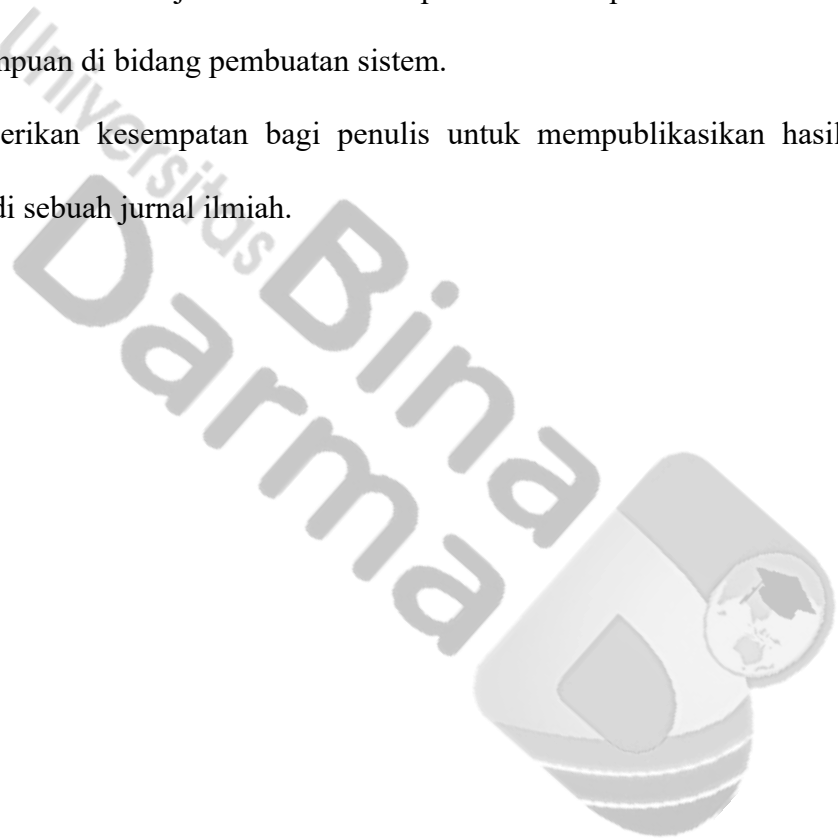 mpuan di bidang pembuatan sistem.
erikan kesempatan bagi penulis untuk mempublikasikan hasil
di sebuah jurnal ilmiah.
Universitas
Bina
Darma